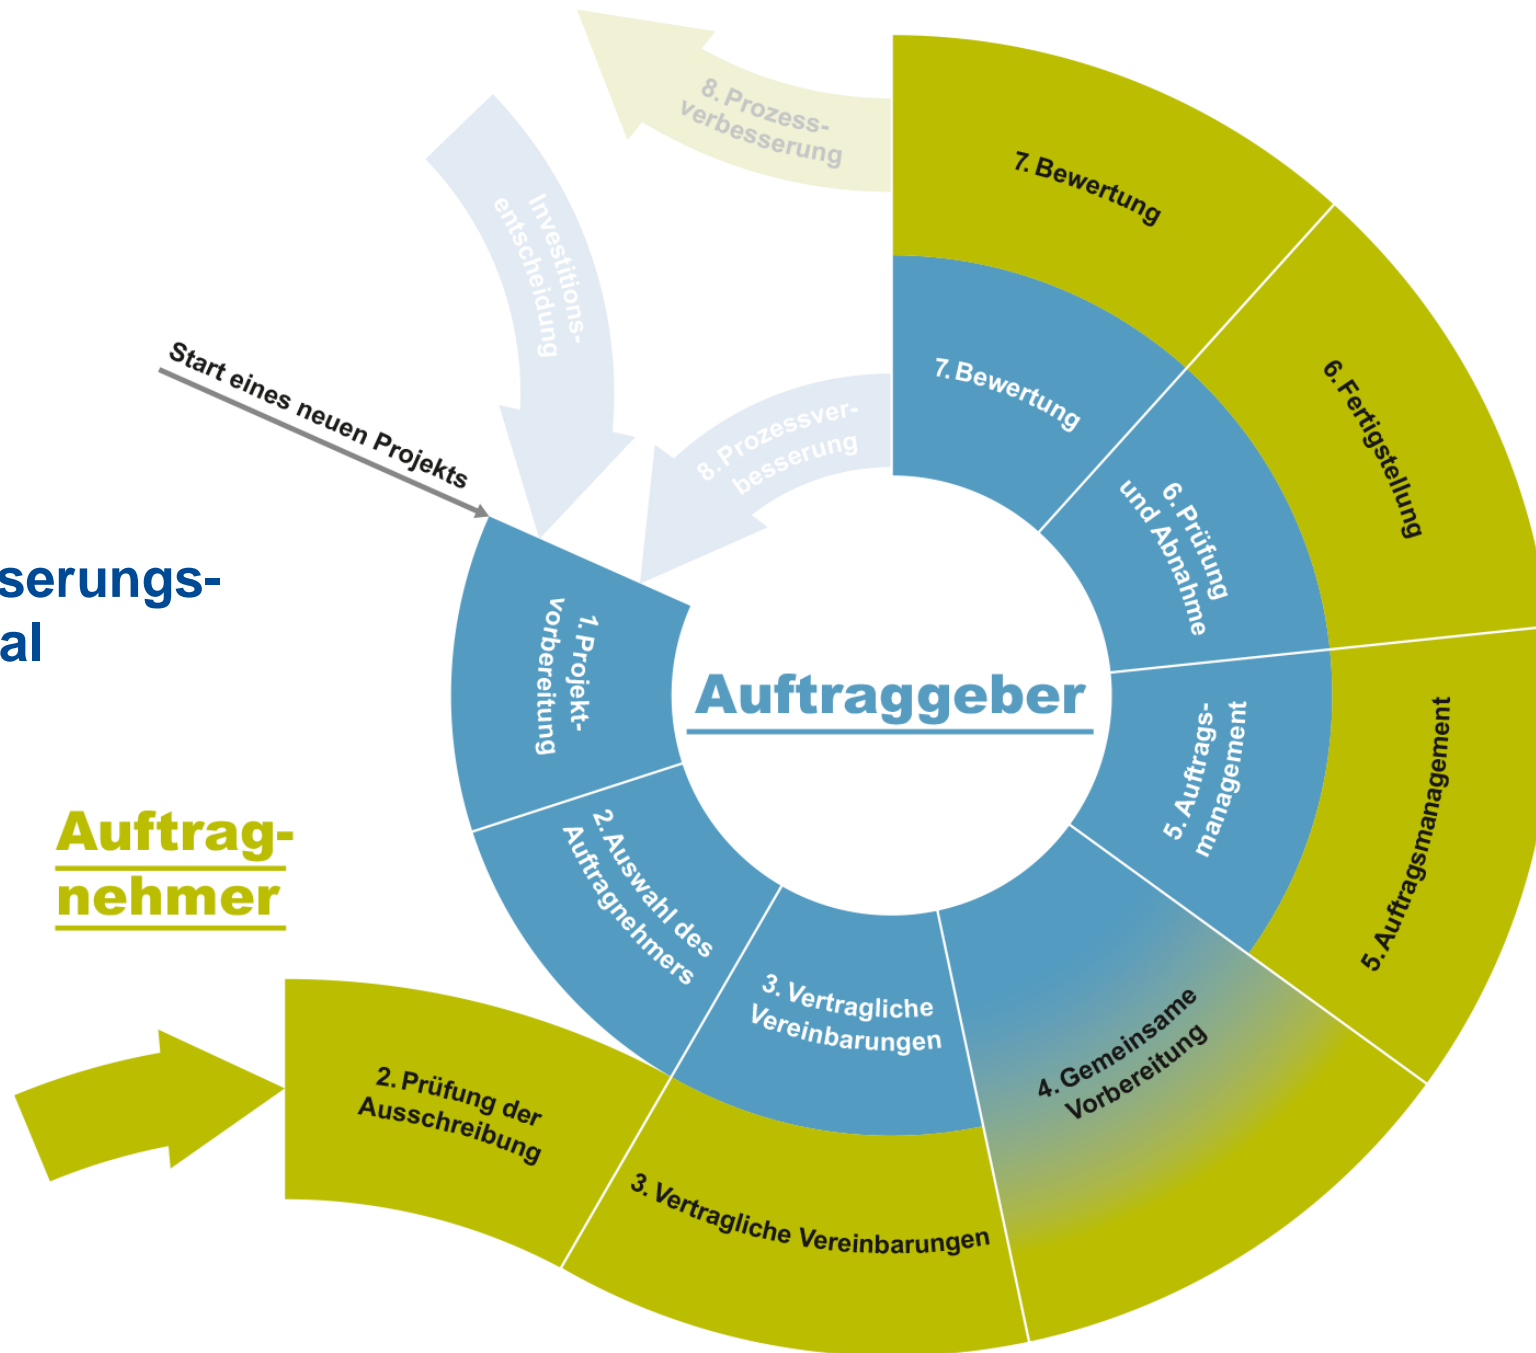 8. Prozess-
verbesserung
Investitions-
entscheidung
Start eines neuen Projekts
8. Prozessver-
besserung
7. Bewertung
7. Bewertung
6. Fertigstellung
6. Prüfung
und Abnahme
serungs-
al
Auftraggeber
1. Projekt-
vorbereitung
5. Auftrags-
management
5. Auftragsmanagement
Auftrag-
nehmer
2. Auswahl des
Auftragnehmers
3. Vertragliche
Vereinbarungen
4. Gemeinsame
Vorbereitung
2. Prüfung der
Ausschreibung
3. Vertragliche Vereinbarungen